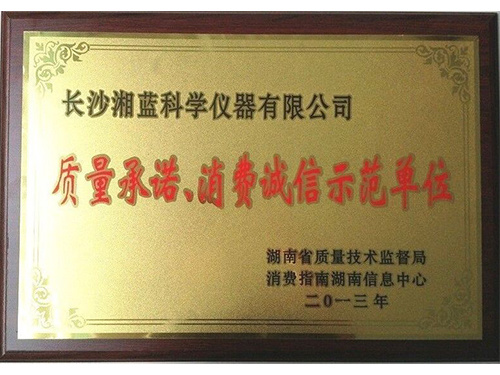 长沙湘蓝科学仪器有限公司
质量承诺、消费诚信示范单位
湖南省质量技术监督局
消费指南湖南信息中心
二〇一三年